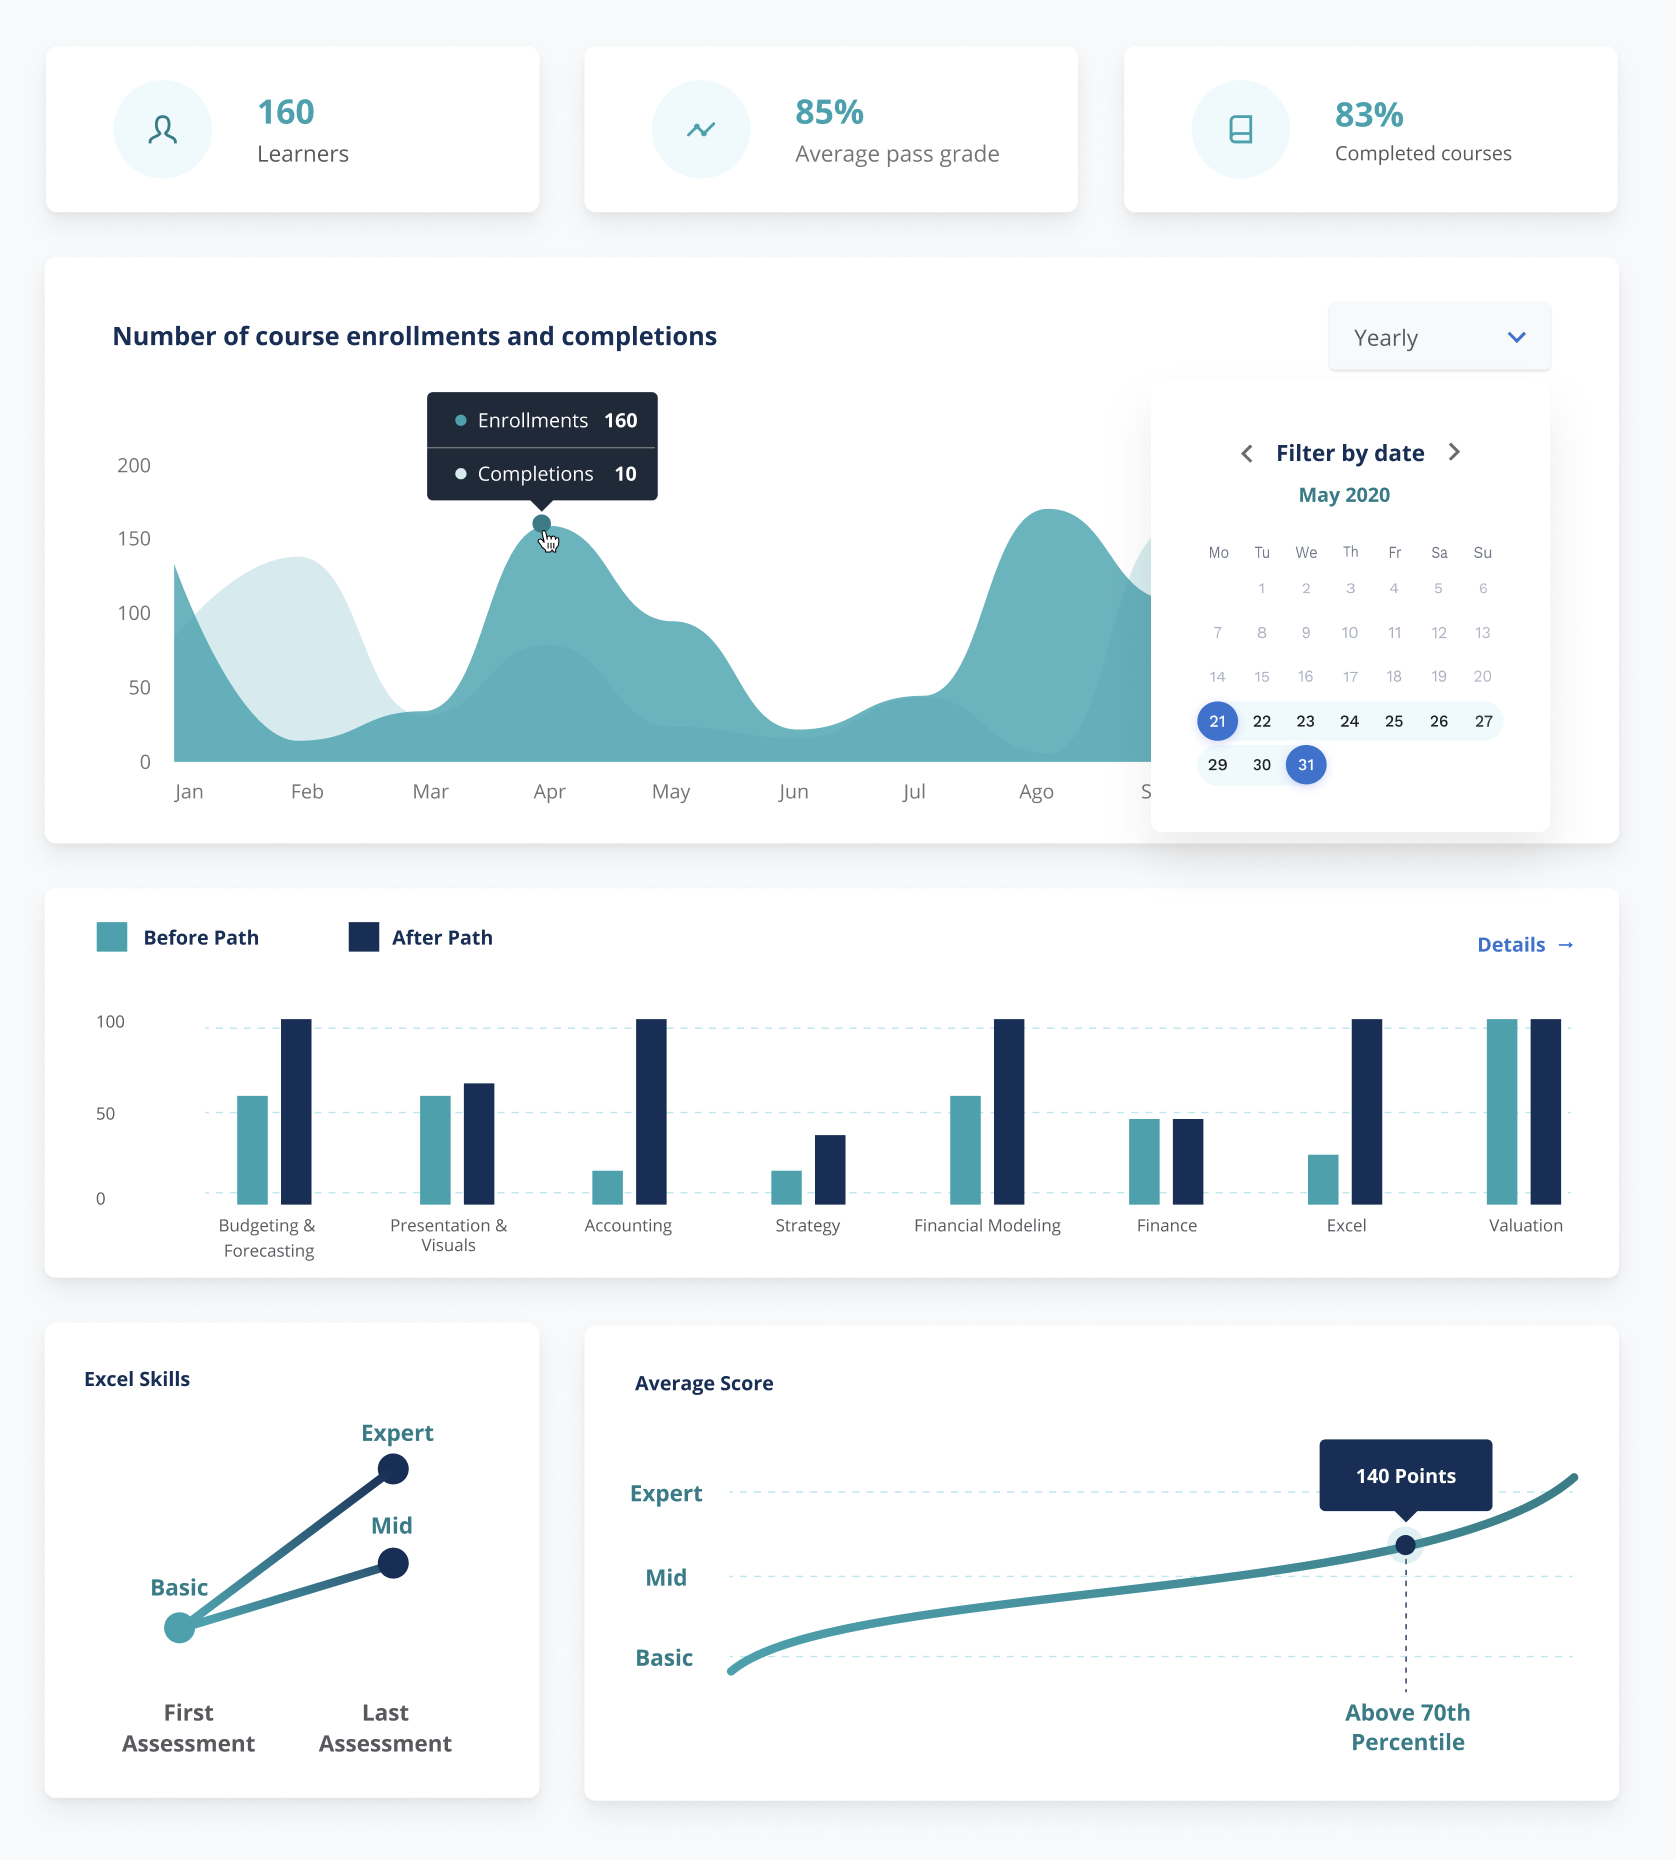 160
Learners
85%
Average pass grade
83%
Completed courses
Number of course enrollments and completions
Yearly
Enrollments 160
Completions 10
200
150
100
50
0
Jan Feb Mar Apr May Jun Jul Ago S
Filter by date
May 2020
Mo Tu We Th Fr Sa Su
1 2 3 4 5 6
7 8 9 10 11 12 13
14 15 16 17 18 19 20
21 22 23 24 25 26 27
29 30 31
Before Path After Path
Details →
100
50
0
Budgeting &
Forecasting
Presentation &
Visuals
Accounting
Strategy
Financial Modeling
Finance
Excel
Valuation
Excel Skills
Expert
Mid
Basic
First
Assessment
Last
Assessment
Average Score
140 Points
Expert
Mid
Basic
Above 70th
Percentile